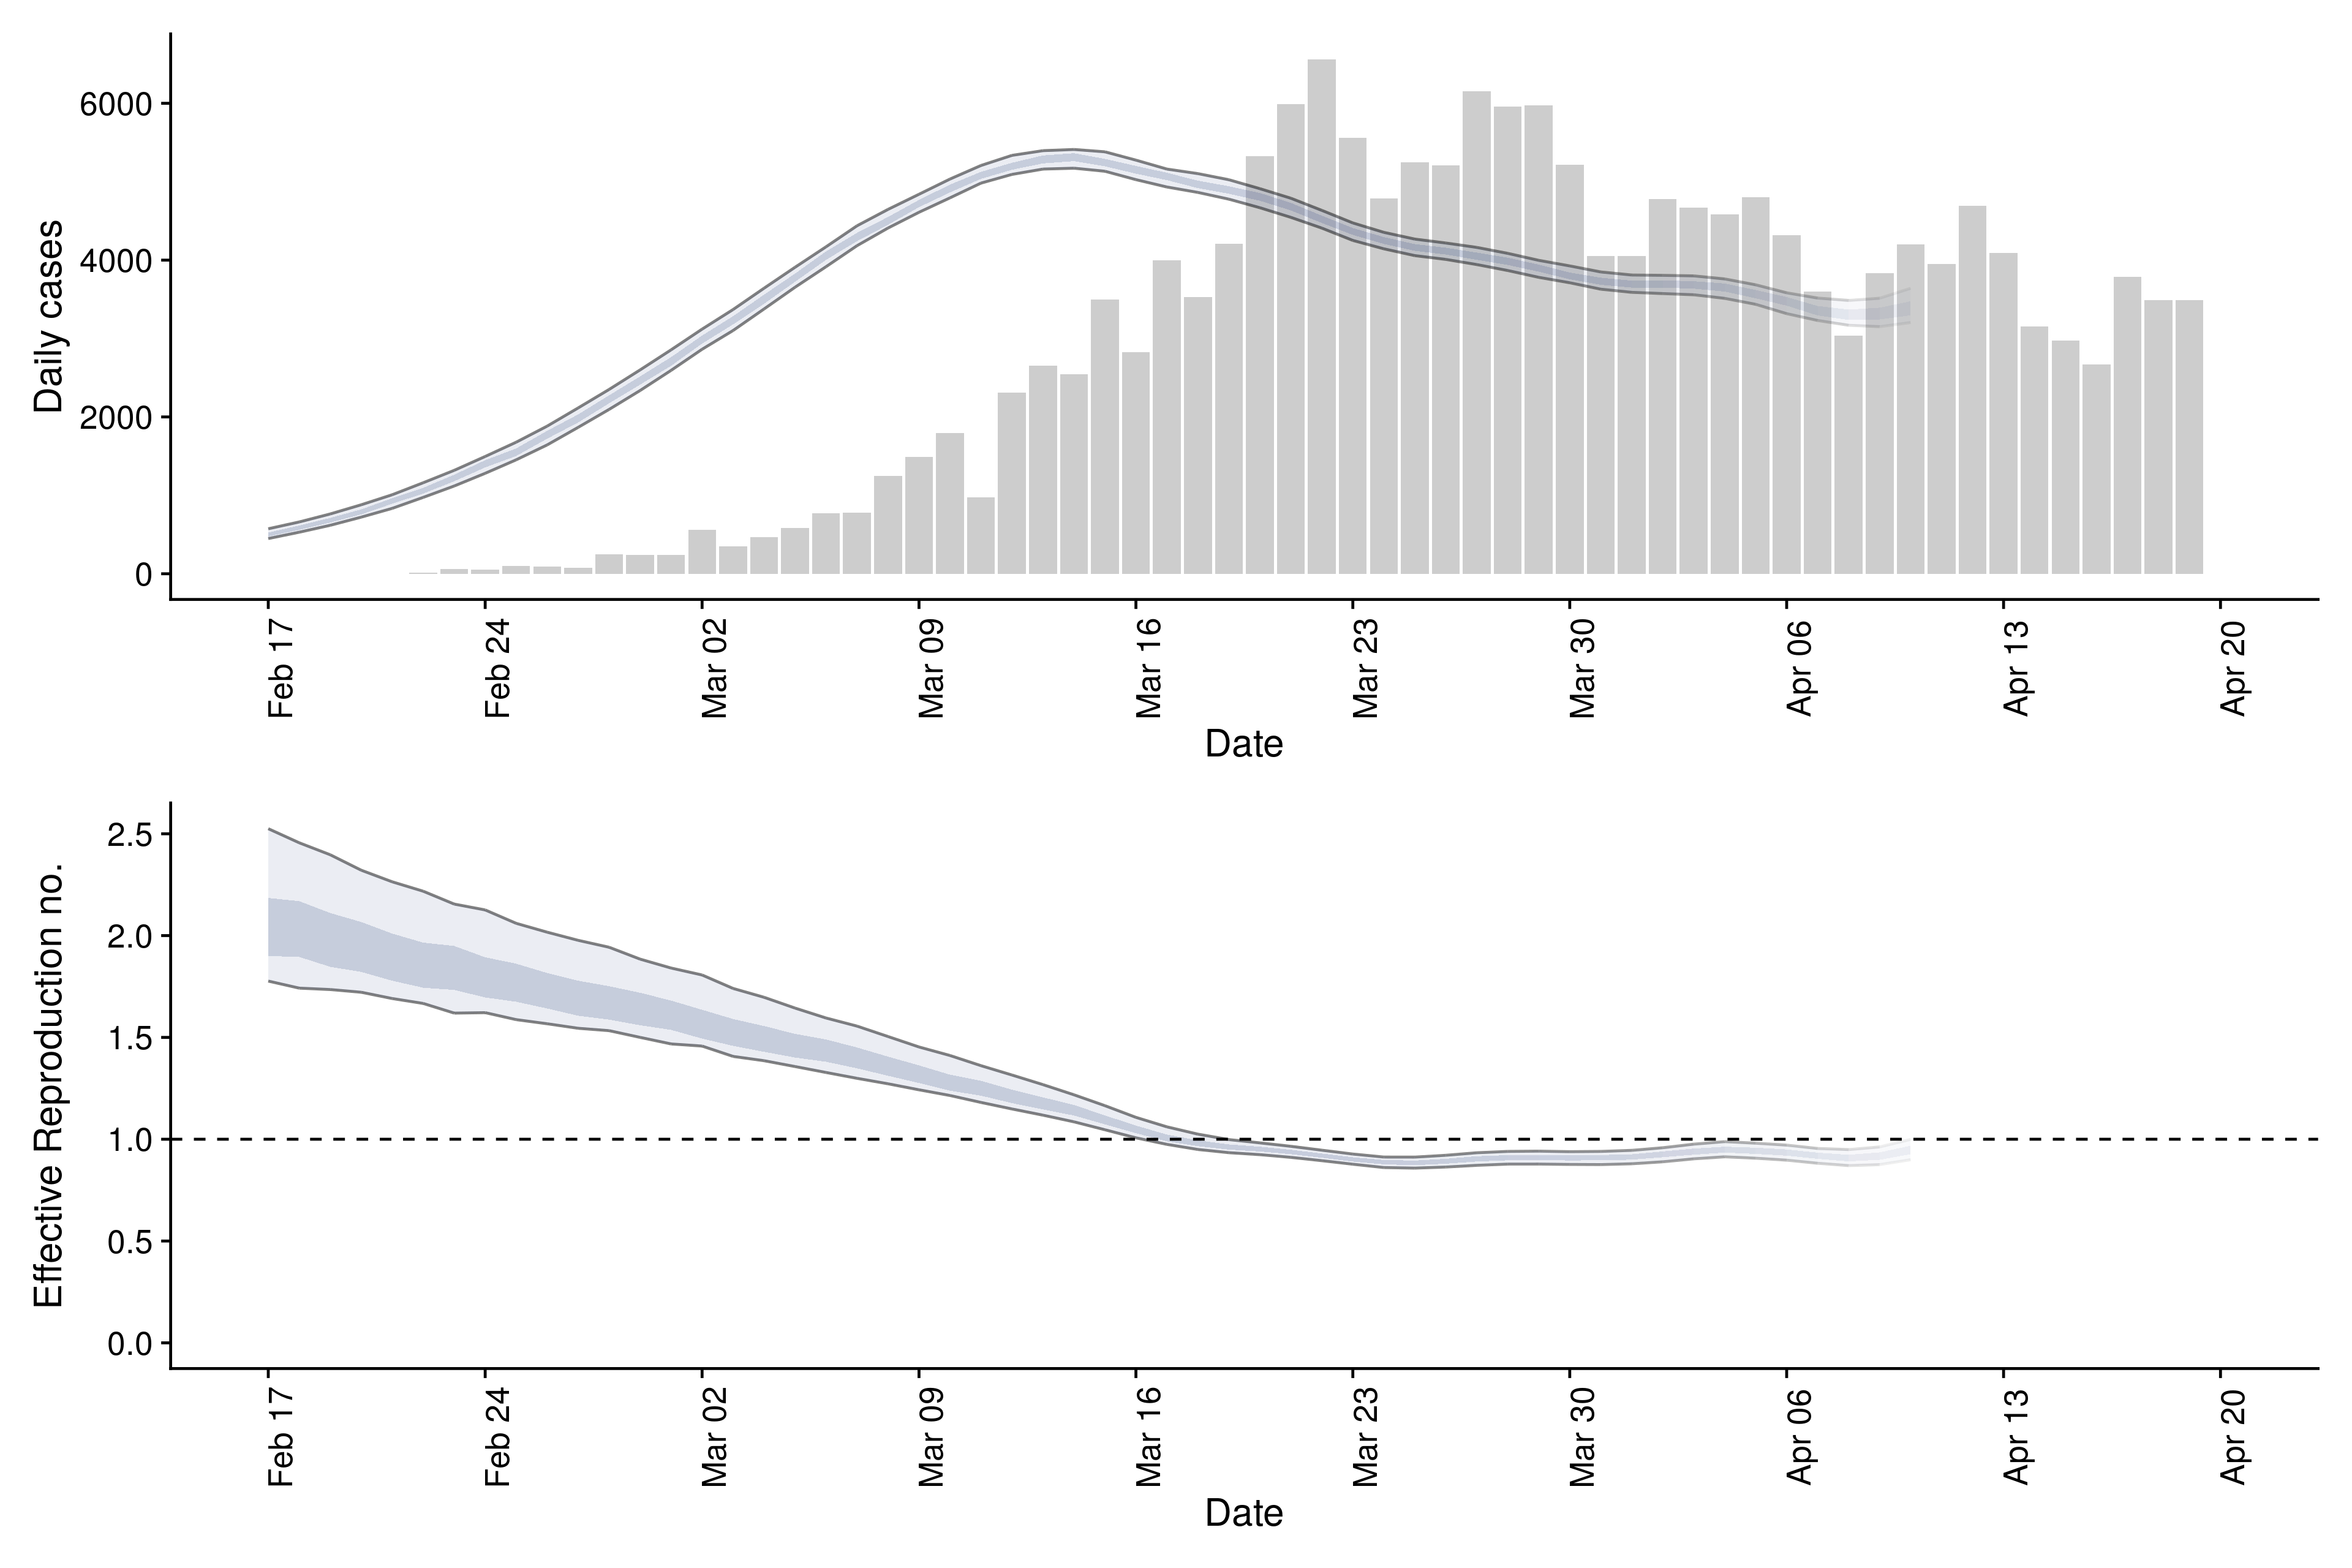 Daily cases
6000
4000
2000
0
Feb 17
Feb 24
Mar 02
Mar 09
Mar 16
Mar 23
Mar 30
Apr 06
Apr 13
Apr 20
Date
Effective Reproduction no.
2.5
2.0
1.5
1.0
0.5
0.0
Feb 17
Feb 24
Mar 02
Mar 09
Mar 16
Mar 23
Mar 30
Apr 06
Apr 13
Apr 20
Date